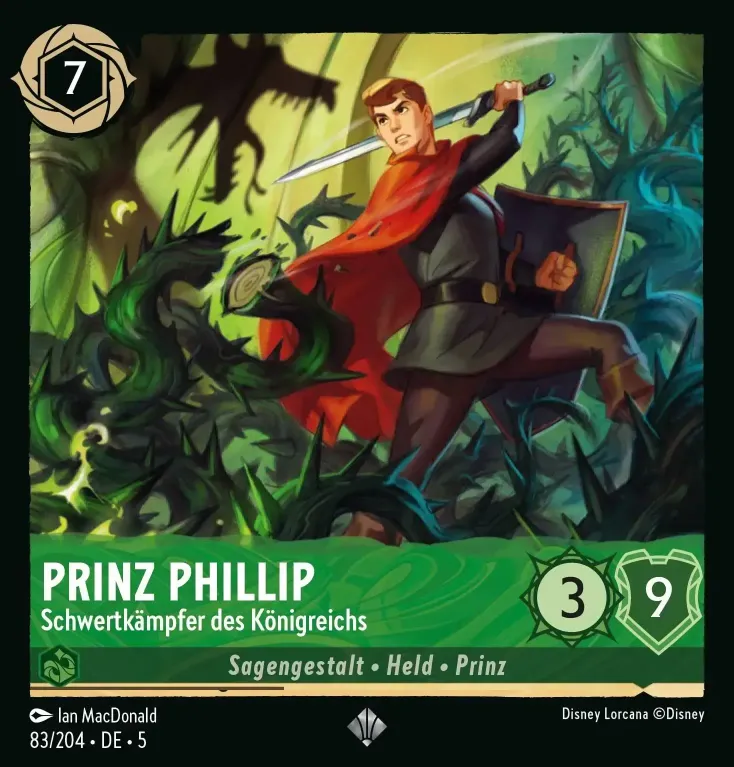 7
PRINZ PHILLIP
Schwertkämpfer des Königreichs
3
9
Sagengestalt • Held • Prinz
Ian MacDonald
Disney Lorcana ©Disney
83/204 • DE • 5